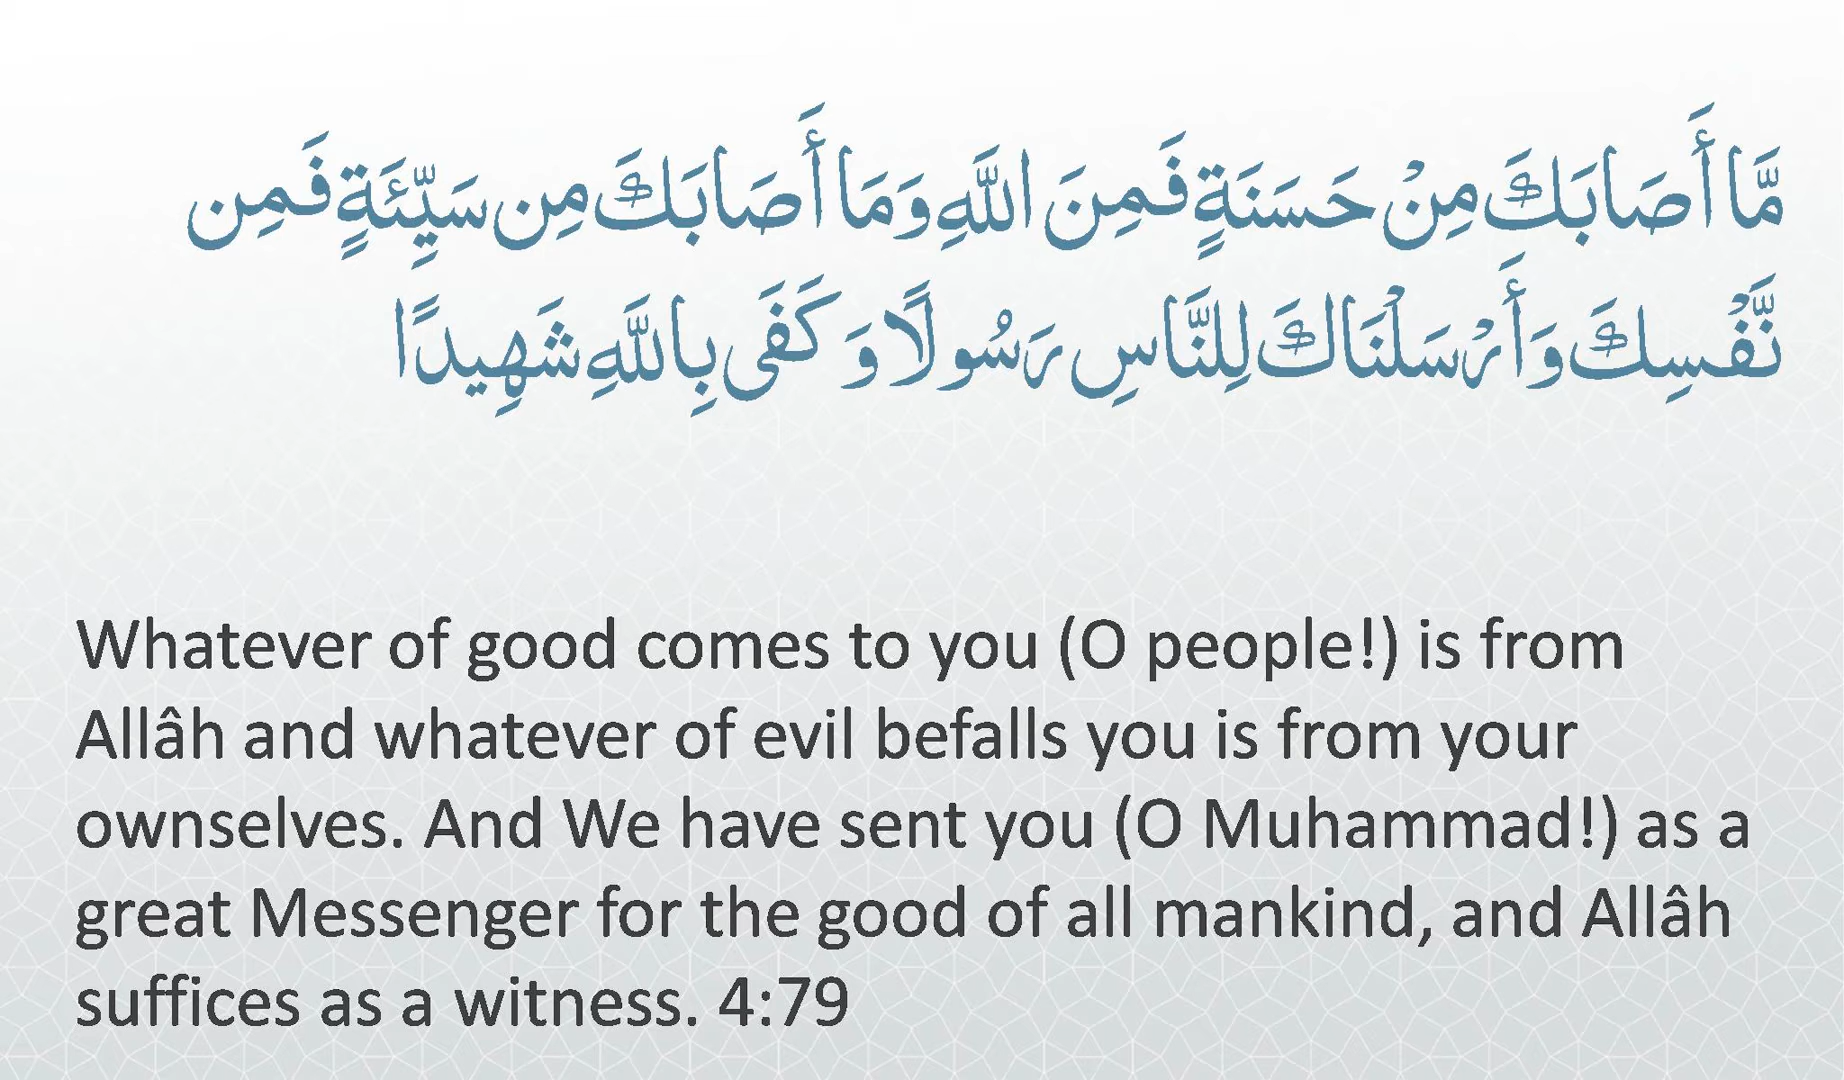 مَّا أَصَابَكَ مِنْ حَسَنَةٍ فَمِنَ اللَّهِ وَمَا أَصَابَكَ مِن سَيِّئَةٍ فَمِن
نَّفْسِكَ وَأَرْسَلْنَاكَ لِلنَّاسِ رَسُولًا وَكَفَى بِاللَّهِ شَهِيدًا
Whatever of good comes to you (O people!) is from
Allâh and whatever of evil befalls you is from your
ownselves. And We have sent you (O Muhammad!) as a
great Messenger for the good of all mankind, and Allâh
suffices as a witness. 4:79